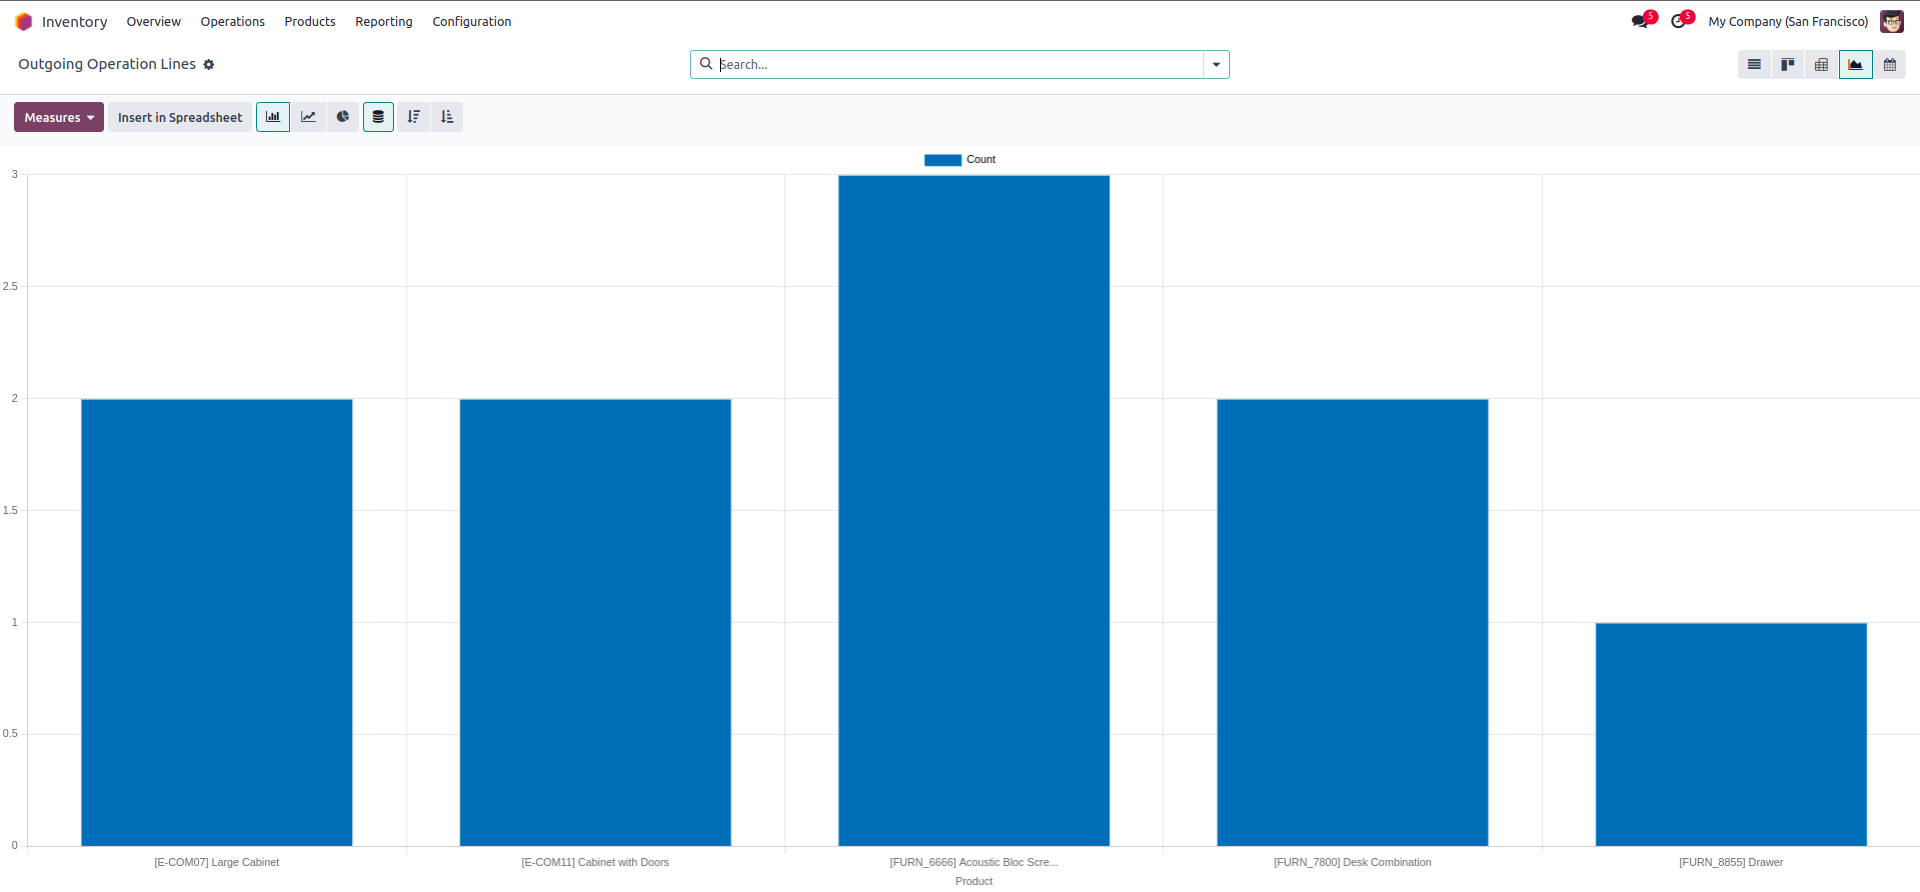 Inventory Overview Operations Products Reporting Configuration 5 5 My Company (San Francisco)
Outgoing Operation Lines Search...
Measures Insert in Spreadsheet
Count
3
2.5
2
1.5
1
0.5
0
[E-COM07] Large Cabinet [E-COM11] Cabinet with Doors [FURN_6666] Acoustic Bloc Scre... [FURN_7800] Desk Combination [FURN_8855] Drawer
Product